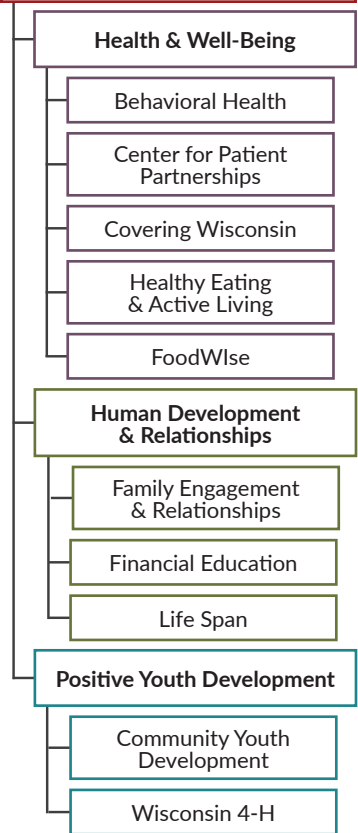 Health & Well-Being
Behavioral Health
Center for Patient
Partnerships
Covering Wisconsin
Healthy Eating
& Active Living
FoodWIse
Human Development
& Relationships
Family Engagement
& Relationships
Financial Education
Life Span
Positive Youth Development
Community Youth
Development
Wisconsin 4-H